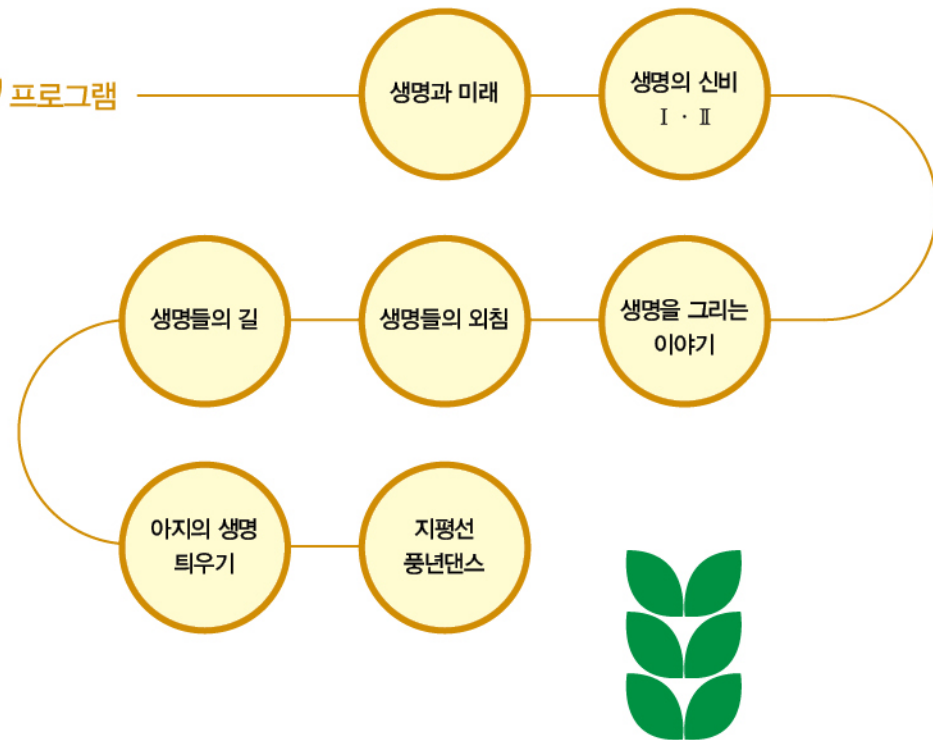 프로그램
생명과 미래
생명의 신비
Ⅰ · Ⅱ
생명을 그리는
이야기
생명들의 외침
생명들의 길
아지의 생명
틔우기
지평선
풍년댄스